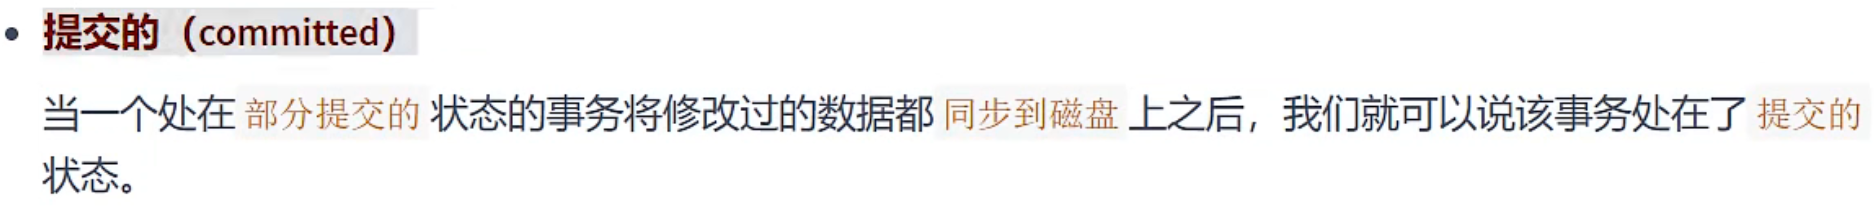 提交的（committed）
当一个处在 部分提交的 状态的事务将修改过的数据都 同步到磁盘 上之后，我们就可以说该事务处在了 提交的
状态。